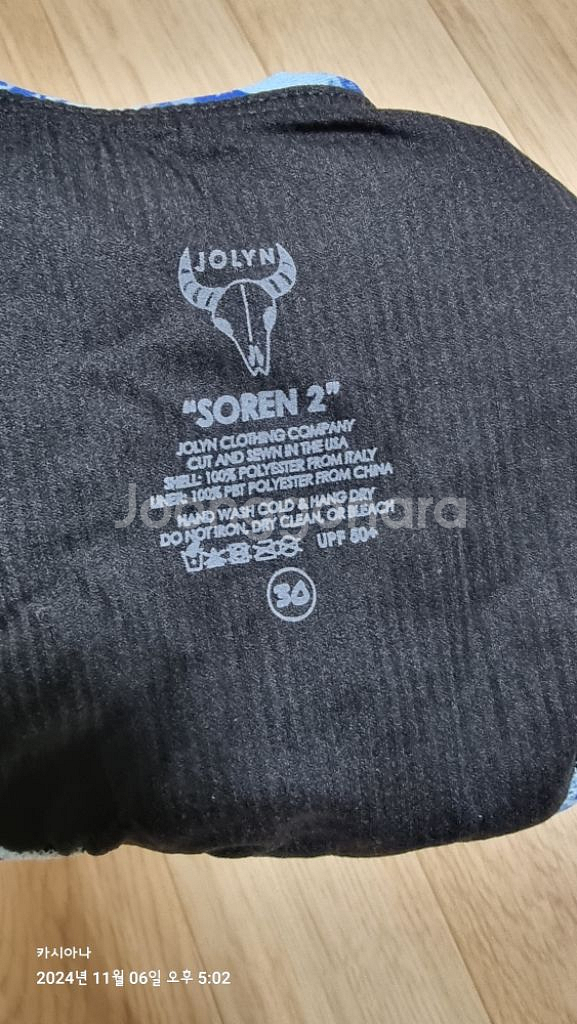 JOLYN
“SOREN 2”
JOLYN CLOTHING COMPANY
CUT AND SEWN IN THE USA
SHELL: 100% POLYESTER FROM ITALY
LINER: 100% PBT POLYESTER FROM CHINA
HAND WASH COLD & HANG DRY
DO NOT IRON, DRY CLEAN, OR BLEACH
UPF 50+
30
Joonggonara
카시아나
2024년 11월 06일 오후 5:02